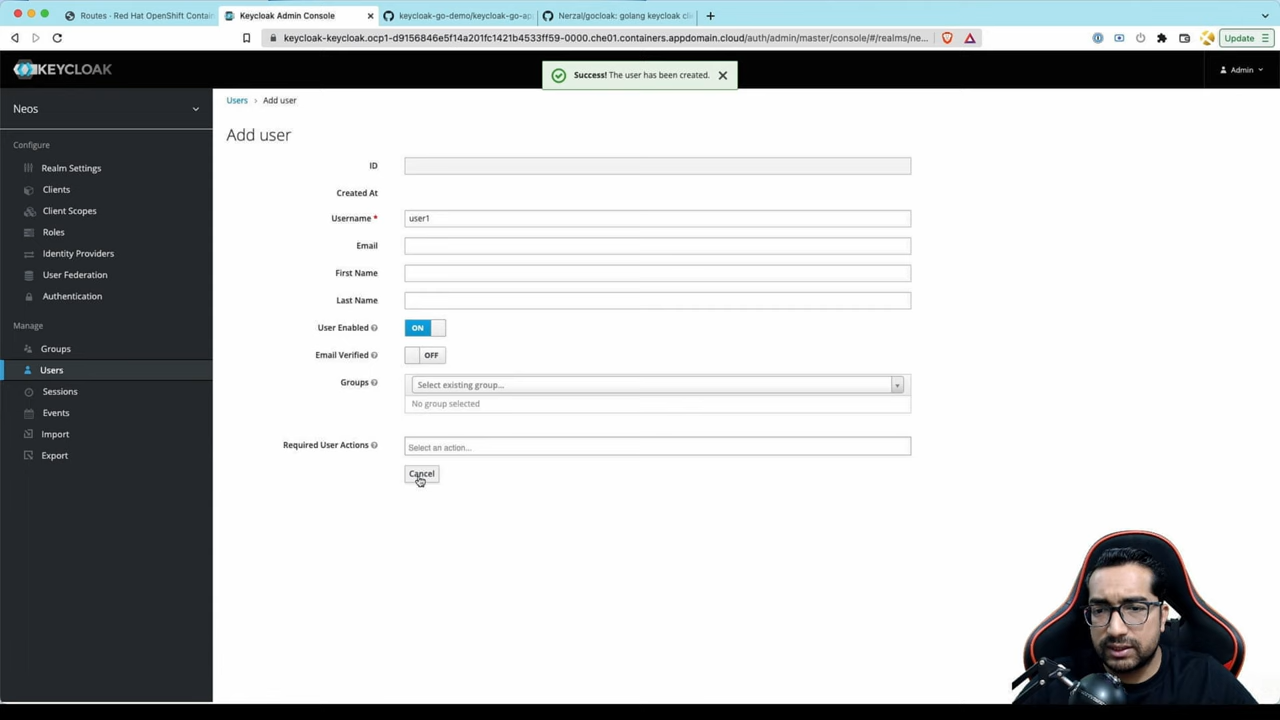 Routes · Red Hat OpenShift Contain
Keycloak Admin Console
keycloak-go-demo/keycloak-go-ap
Nerzal/gocloak: golang keycloak cli
keycloak-keycloak.ocp1-d9156846e5f14a201fc1421b4533ff59-0000.che01.containers.appdomain.cloud/auth/admin/master/console/#/realms/ne...
Update
KEYCLOAK
Success! The user has been created.
Admin
Neos
Users > Add user
Add user
Configure
Realm Settings
Clients
Client Scopes
Roles
Identity Providers
User Federation
Authentication
Manage
Groups
Users
Sessions
Events
Import
Export
ID
Created At
Username *
user1
Email
First Name
Last Name
User Enabled
ON
Email Verified
OFF
Groups
Select existing group...
No group selected
Required User Actions
Select an action...
Cancel